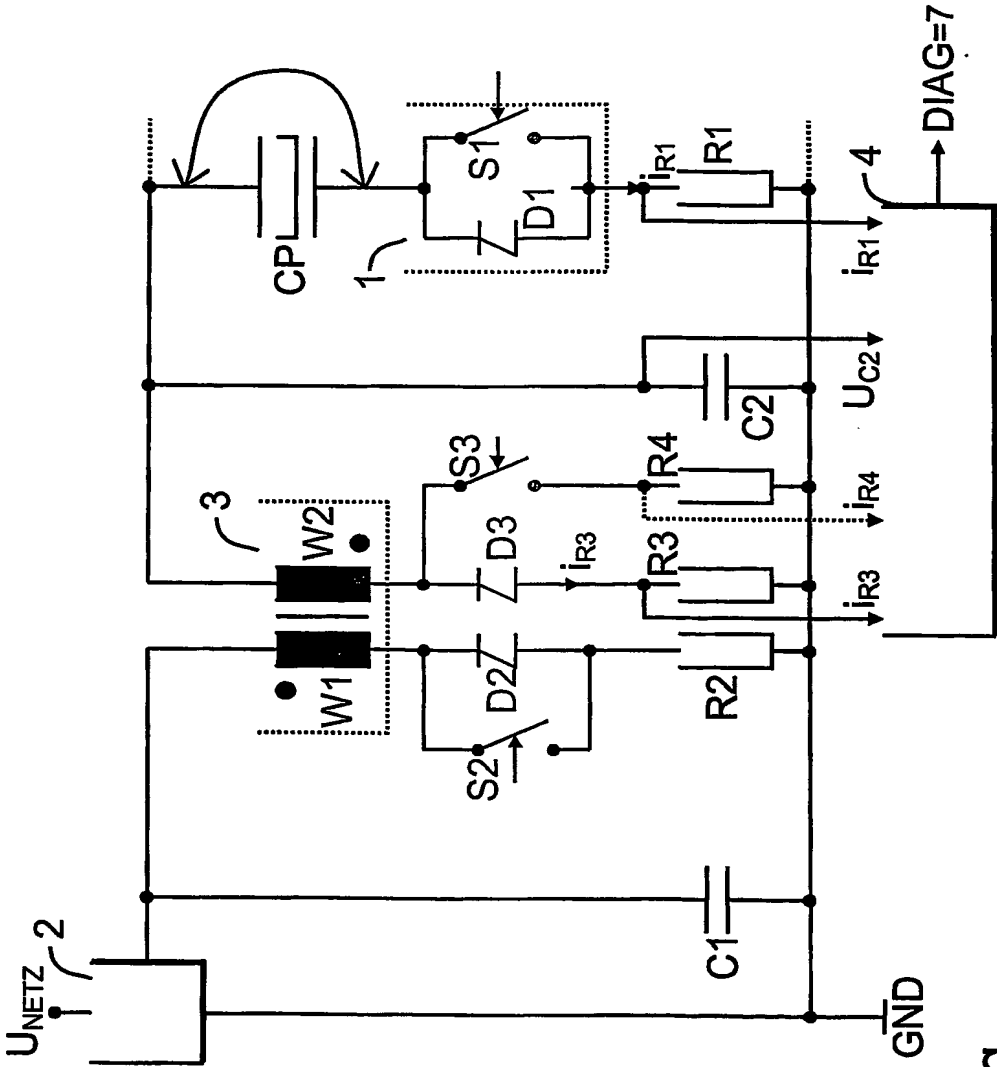 U_NETZ
2
C1
GND
S2
W1
W2
3
D2
D3
S3
i_R3
R2
R3
R4
i_R3
i_R4
C2
U_C2
CP
1
D1
S1
i_R1
R1
i_R1
4
DIAG=7